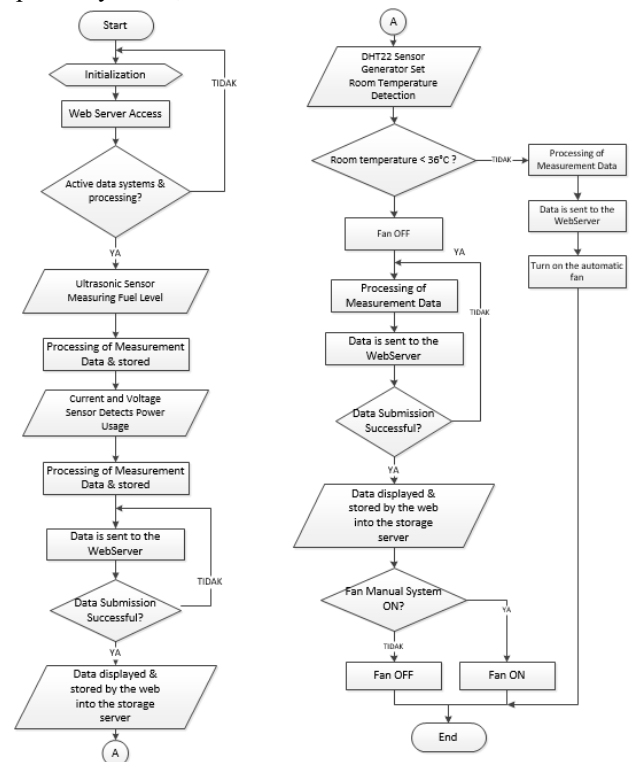 Start
Initialization
TIDAK
Web Server Access
Active data systems &
processing?
YA
Ultrasonic Sensor
Measuring Fuel Level
Processing of Measurement
Data & stored
Current and Voltage
Sensor Detects Power
Usage
Processing of Measurement
Data & stored
Data is sent to the
WebServer
TIDAK
Data Submission
Successful?
YA
Data displayed &
stored by the web
into the storage
server
A
A
DHT22 Sensor
Generator Set
Room Temperature
Detection
Room temperature < 36°C ?
TIDAK
Processing of
Measurement Data
Data is sent to the
WebServer
Turn on the automatic
fan
Fan OFF
YA
Processing of
Measurement Data
TIDAK
Data is sent to the
WebServer
Data Submission
Successful?
YA
Data displayed &
stored by the web
into the storage
server
Fan Manual System
ON?
YA
TIDAK
Fan OFF
Fan ON
End